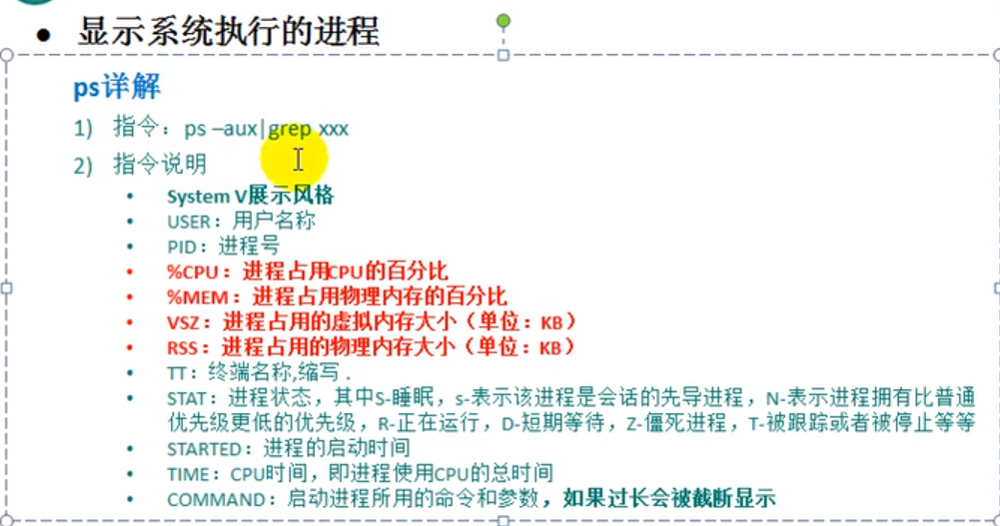 ● 显示系统执行的进程
ps详解
1) 指令：ps –aux|grep xxx
2) 指令说明
• System V展示风格
• USER：用户名称
• PID：进程号
• %CPU：进程占用CPU的百分比
• %MEM：进程占用物理内存的百分比
• VSZ：进程占用的虚拟内存大小（单位：KB）
• RSS：进程占用的物理内存大小（单位：KB）
• TT：终端名称,缩写 .
• STAT：进程状态，其中S-睡眠，s-表示该进程是会话的先导进程，N-表示进程拥有比普通
优先级更低的优先级，R-正在运行，D-短期等待，Z-僵死进程，T-被跟踪或者被停止等等
• STARTED：进程的启动时间
• TIME：CPU时间，即进程使用CPU的总时间
• COMMAND：启动进程所用的命令和参数，如果过长会被截断显示